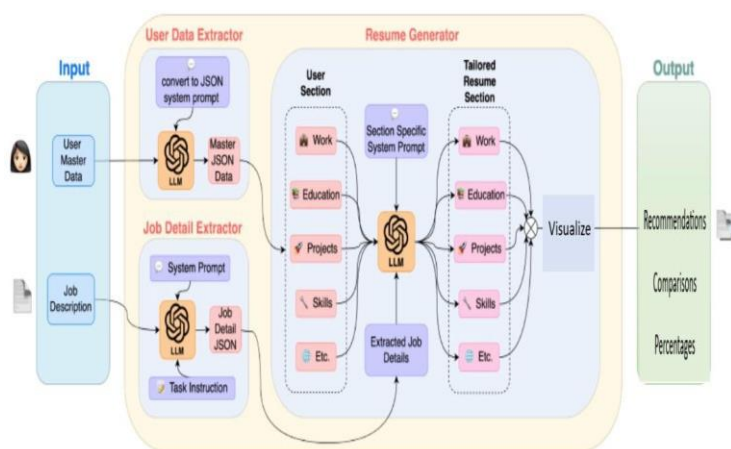 Input
User
Master
Data
Job
Description
User Data Extractor
convert to JSON
system prompt
LLM
Master
JSON
Data
Job Detail Extractor
System Prompt
LLM
Job
Detail
JSON
Task Instruction
Resume Generator
User
Section
Work
Education
Projects
Skills
Etc.
Section Specific
System Prompt
LLM
Extracted Job
Details
Tailored
Resume
Section
Work
Education
Projects
Skills
Etc.
Visualize
Output
Recommendations
Comparisons
Percentages